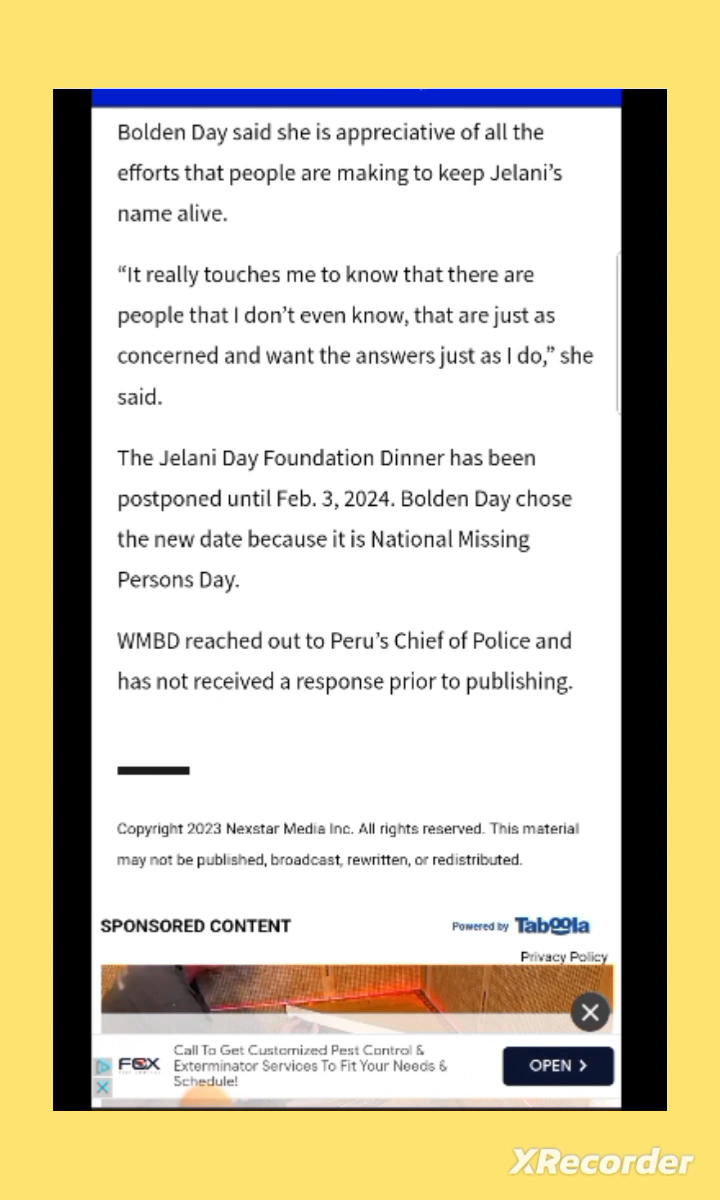 Bolden Day said she is appreciative of all the
efforts that people are making to keep Jelani’s
name alive.
“It really touches me to know that there are
people that I don’t even know, that are just as
concerned and want the answers just as I do,” she
said.
The Jelani Day Foundation Dinner has been
postponed until Feb. 3, 2024. Bolden Day chose
the new date because it is National Missing
Persons Day.
WMBD reached out to Peru’s Chief of Police and
has not received a response prior to publishing.
Copyright 2023 Nexstar Media Inc. All rights reserved. This material
may not be published, broadcast, rewritten, or redistributed.
SPONSORED CONTENT
Powered by Taboola
Privacy Policy
FOX
Call To Get Customized Pest Control &
Exterminator Services To Fit Your Needs &
Schedule!
OPEN
XRecorder